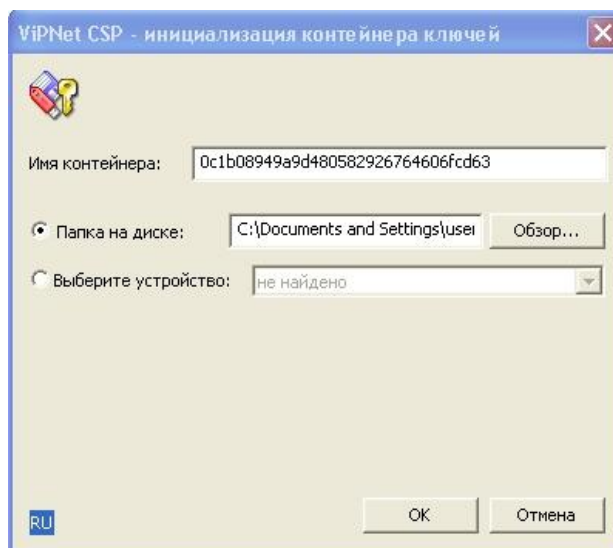 ViPNet CSP - инициализация контейнера ключей
Имя контейнера: 0c1b08949a9d480582926764606fcd63
Папка на диске: C:\Documents and Settings\user Обзор...
Выберите устройство: не найдено
RU OK Отмена